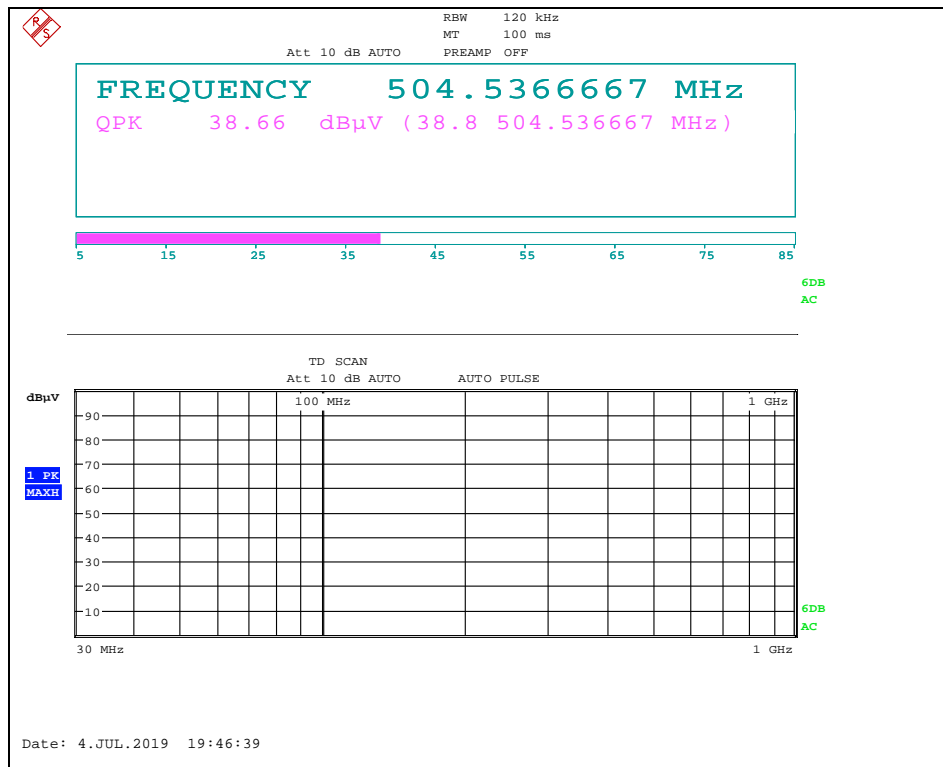 R S
RBW 120 kHz
MT 100 ms
Att 10 dB AUTO PREAMP OFF
FREQUENCY 504.5366667 MHz
QPK 38.66 dBµV (38.8 504.536667 MHz)
5 15 25 35 45 55 65 75 85
6DB
AC
TD SCAN
Att 10 dB AUTO AUTO PULSE
dBµV
100 MHz 1 GHz
90
80
70
1 PK
60
MAXH
50
40
30
20
10
6DB
AC
30 MHz 1 GHz
Date: 4.JUL.2019 19:46:39